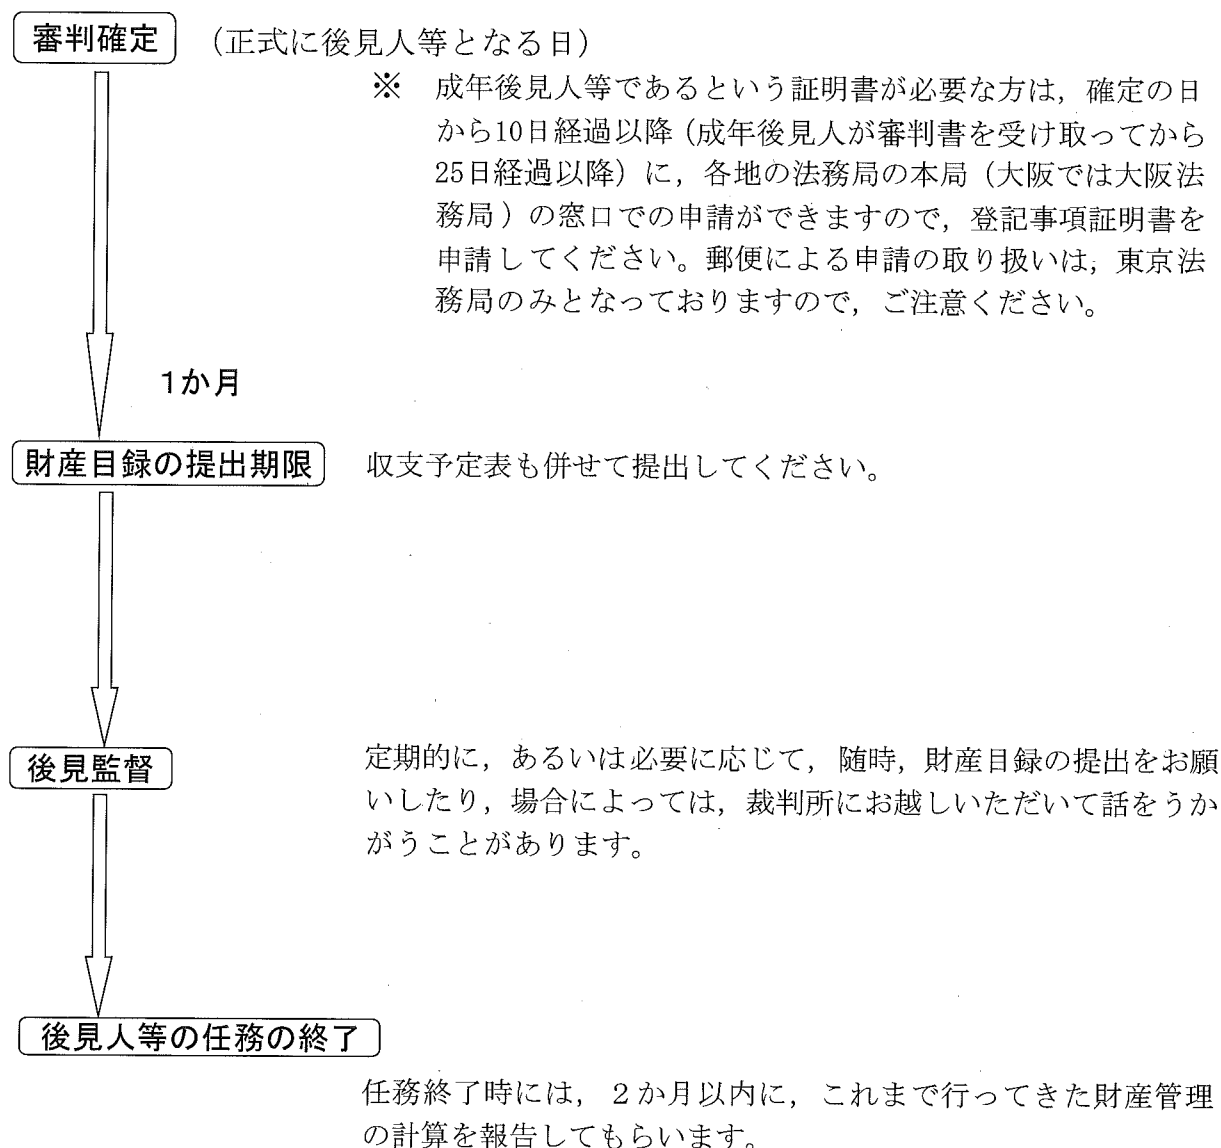 審判確定 (正式に後見人等となる日)
※ 成年後見人等であるという証明書が必要な方は，確定の日
から10日経過以降（成年後見人が審判書を受け取ってから
25日経過以降）に，各地の法務局の本局（大阪では大阪法
務局）の窓口での申請ができますので，登記事項証明書を
申請してください。郵便による申請の取り扱いは，東京法
務局のみとなっておりますので，ご注意ください。
1か月
財産目録の提出期限 収支予定表も併せて提出してください。
後見監督 定期的に，あるいは必要に応じて，随時，財産目録の提出をお願
いしたり，場合によっては，裁判所にお越しいただいて話をうか
がうことがあります。
後見人等の任務の終了
任務終了時には，２か月以内に，これまで行ってきた財産管理
の計算を報告してもらいます。